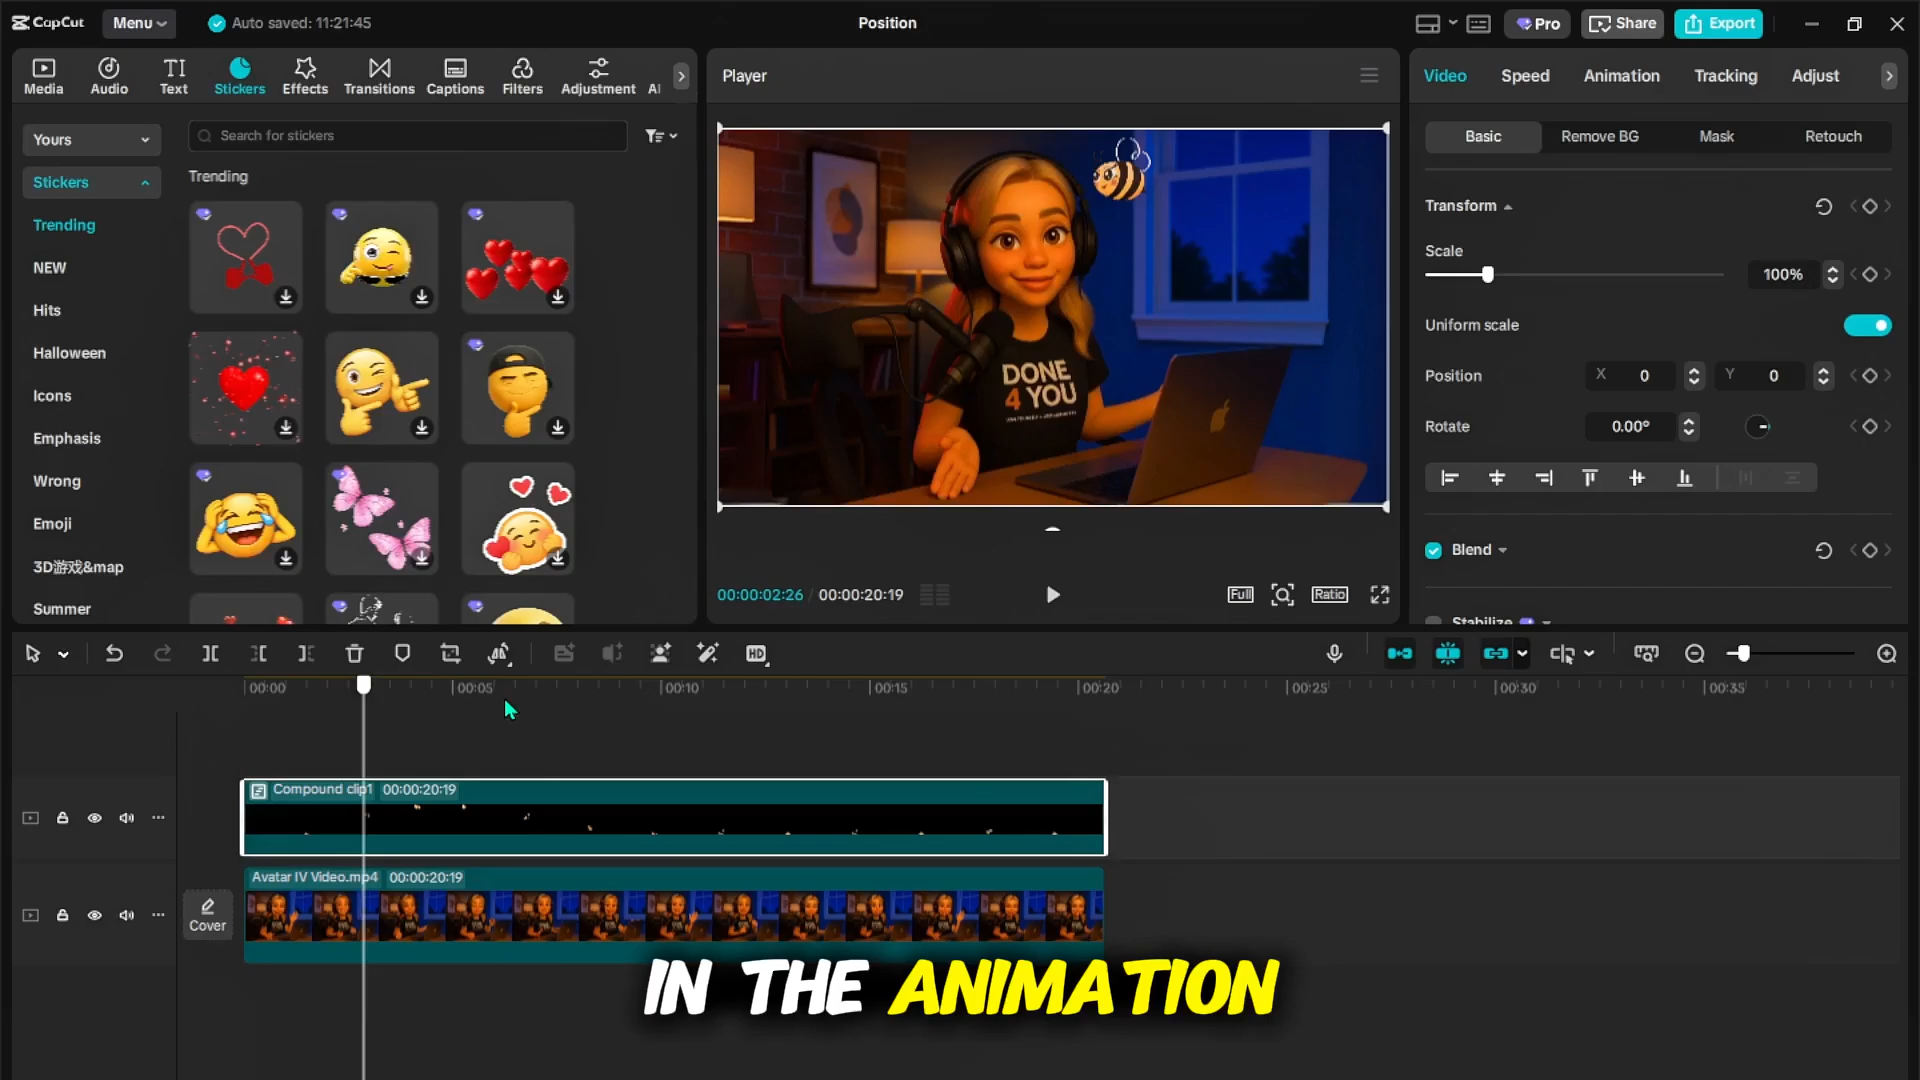 CapCut
Menu
Auto saved: 11:21:45
Position
Pro
Share
Export
Media
Audio
TI
Text
Stickers
Effects
Transitions
Captions
Filters
Adjustment
AI
Yours
Search for stickers
Stickers
Trending
NEW
Hits
Halloween
Icons
Emphasis
Wrong
Emoji
3D游戏&map
Summer
Trending
Player
DONE
4 YOU
00:00:02:26 / 00:00:20:19
Full
Ratio
Video
Speed
Animation
Tracking
Adjust
Basic
Remove BG
Mask
Retouch
Transform
Scale
100%
Uniform scale
Position
X 0
Y 0
Rotate
0.00°
Blend
Stabilize
HD
00:00
00:05
00:10
00:15
00:20
00:25
00:30
00:35
Compound clip1 00:00:20:19
Cover
Avatar IV Video.mp4 00:00:20:19
IN THE ANIMATION